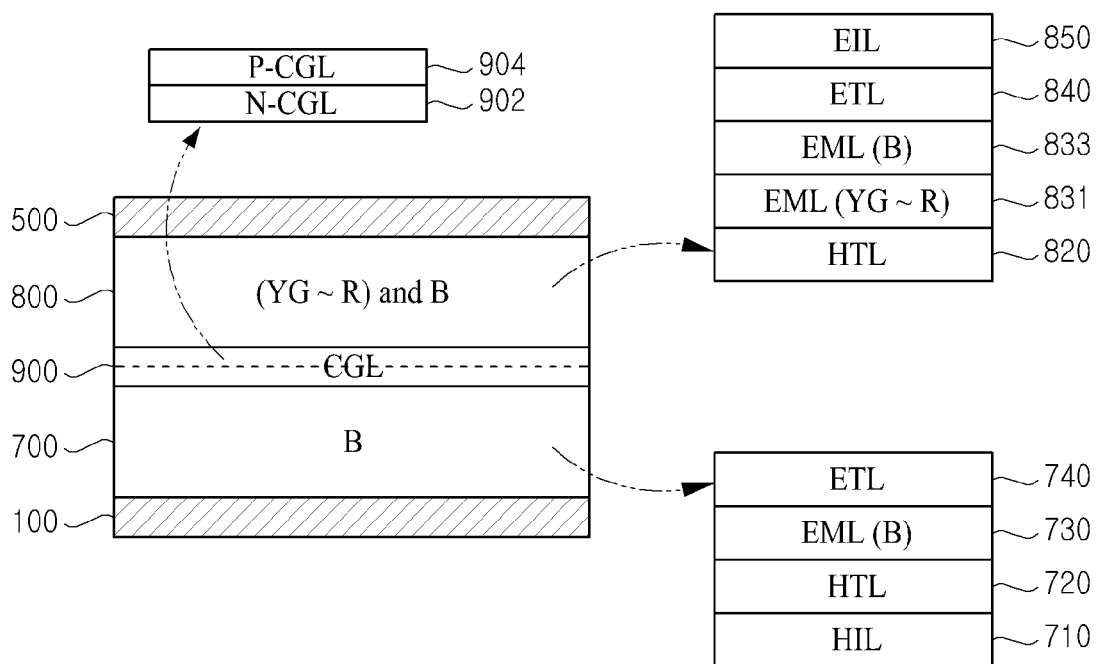 P-CGL 904
N-CGL 902
500
800 (YG ~ R) and B
900 CGL
700 B
100
EIL 850
ETL 840
EML (B) 833
EML (YG ~ R) 831
HTL 820
ETL 740
EML (B) 730
HTL 720
HIL 710